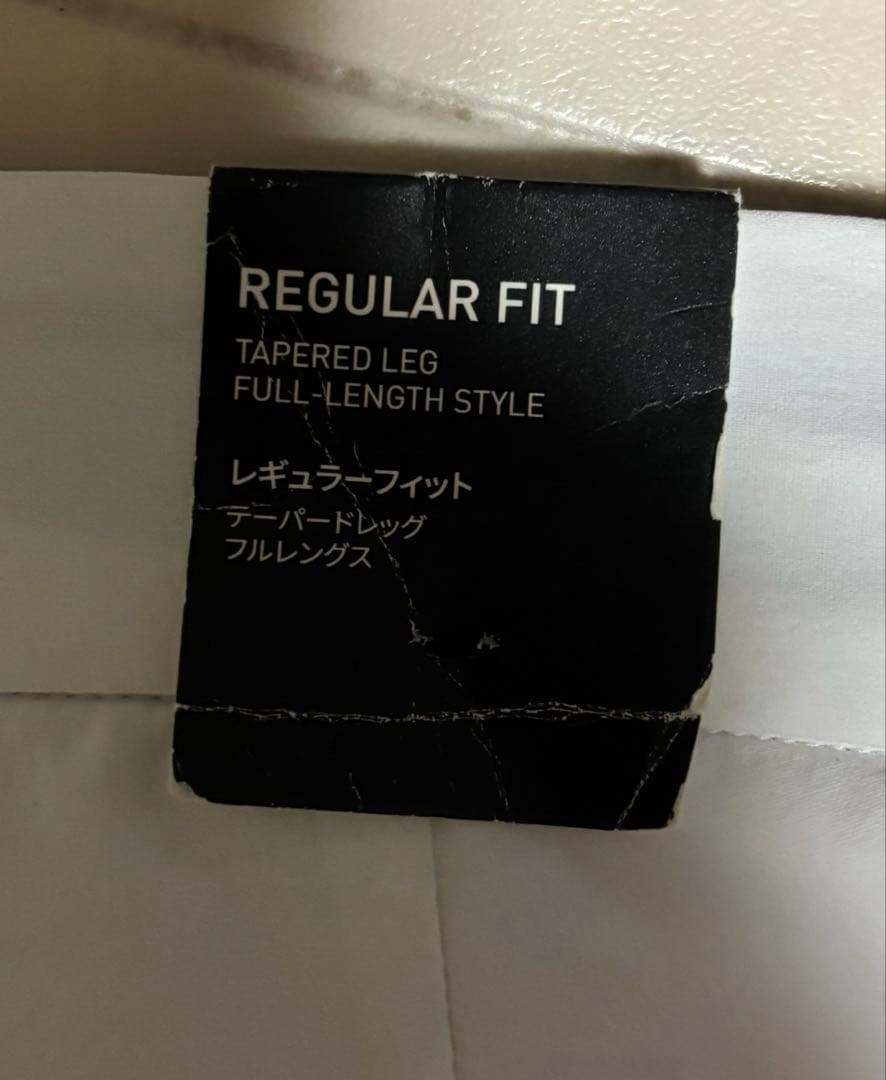 REGULAR FIT
TAPERED LEG
FULL-LENGTH STYLE
レギュラーフィット
テーパードレッグ
フルレングス